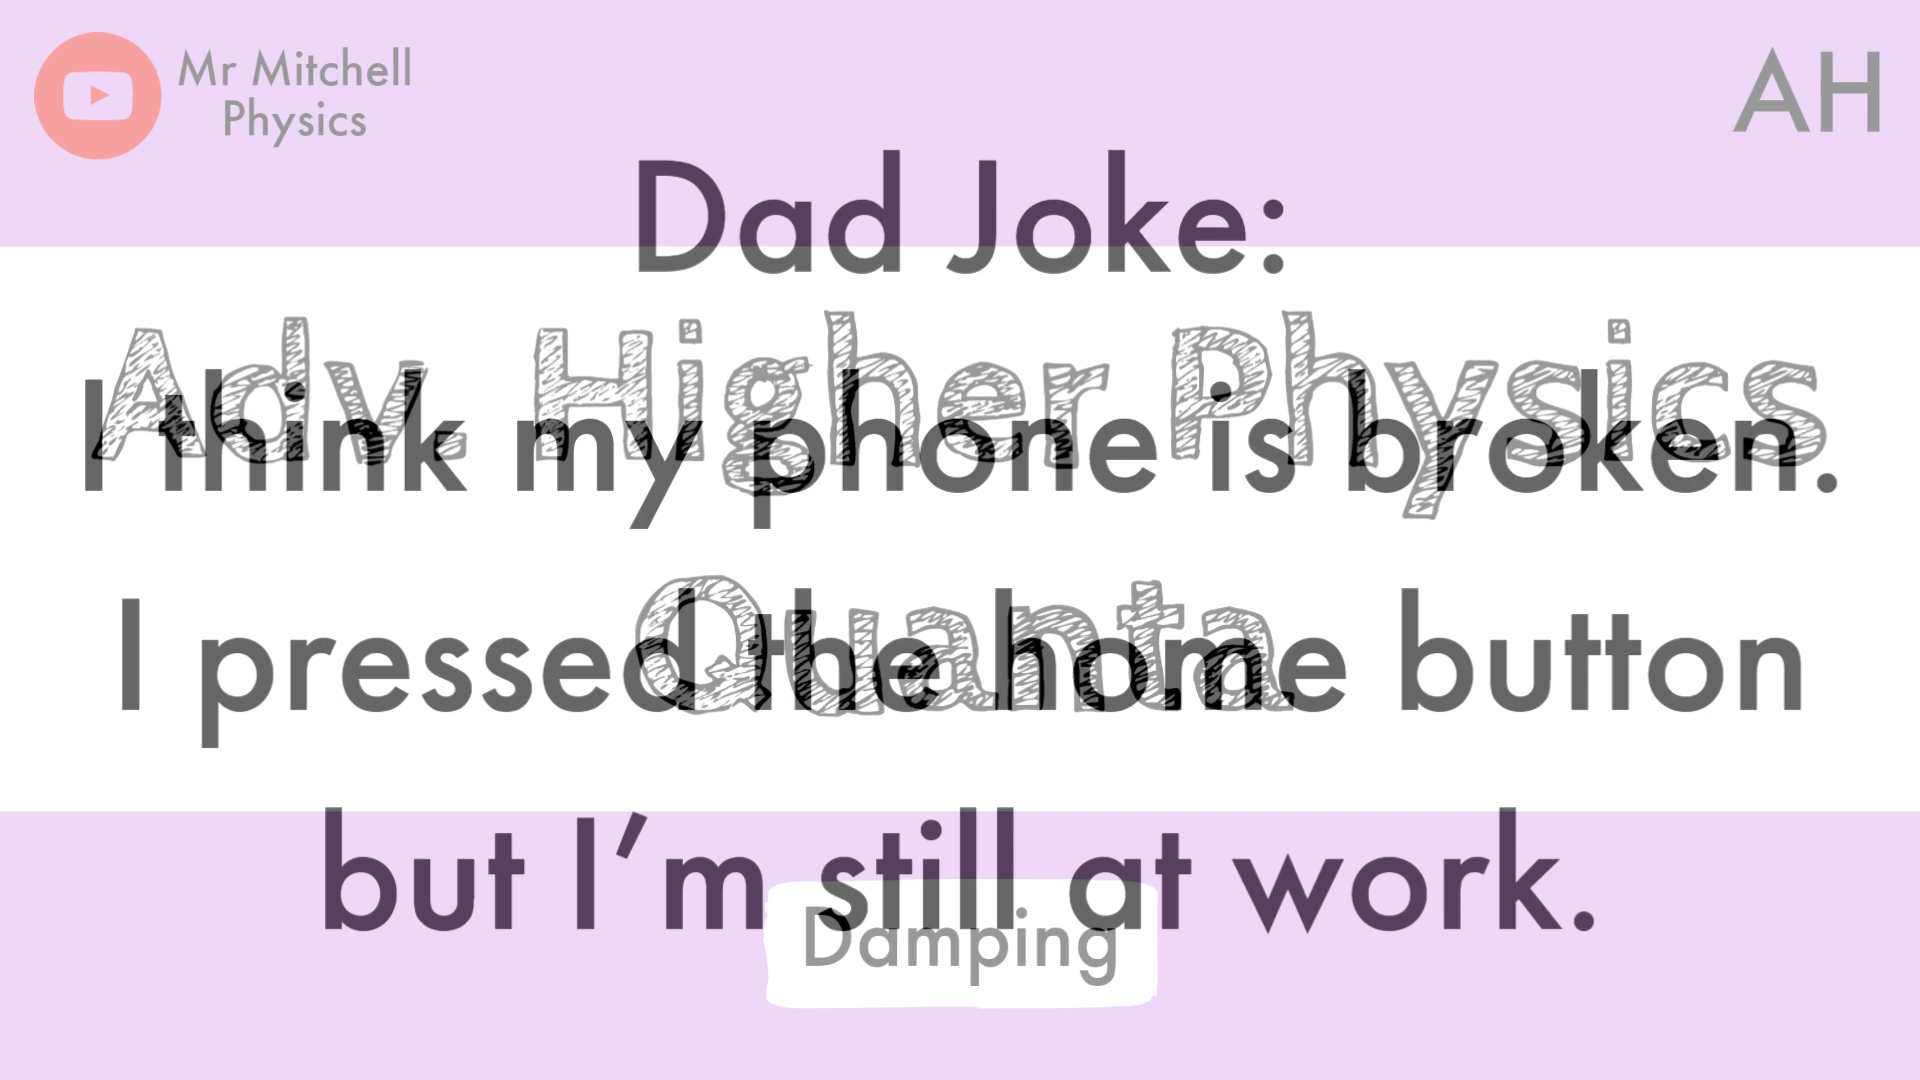 Mr Mitchell
Physics
AH
Dad Joke:
Adv. Higher Physics
I think my phone is broken.
Quanta
I pressed the home button
but I’m still at work.
Damping